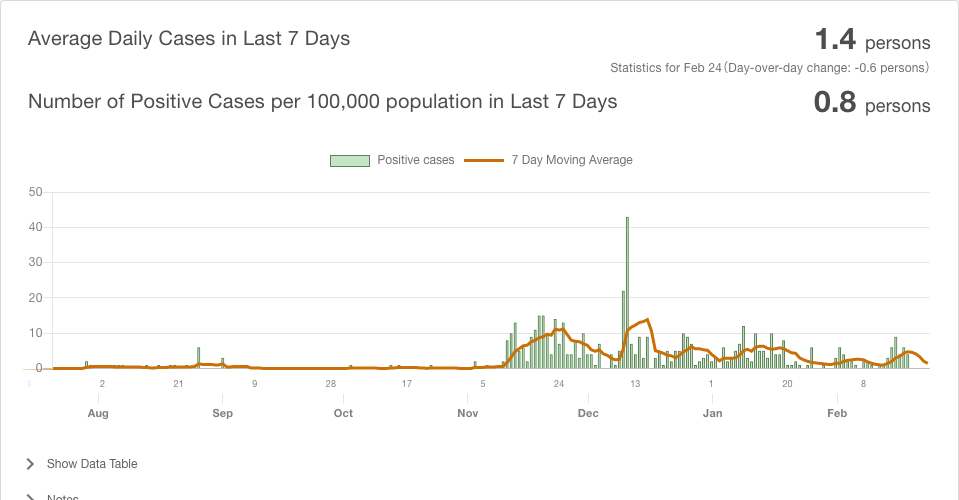 Average Daily Cases in Last 7 Days
1.4 persons
Statistics for Feb 24(Day-over-day change: -0.6 persons)
Number of Positive Cases per 100,000 population in Last 7 Days
0.8 persons
Positive cases 7 Day Moving Average
50
40
30
20
10
0
4 2 21 9 28 17 5 24 13 1 20 8
Aug Sep Oct Nov Dec Jan Feb
Show Data Table
Notes